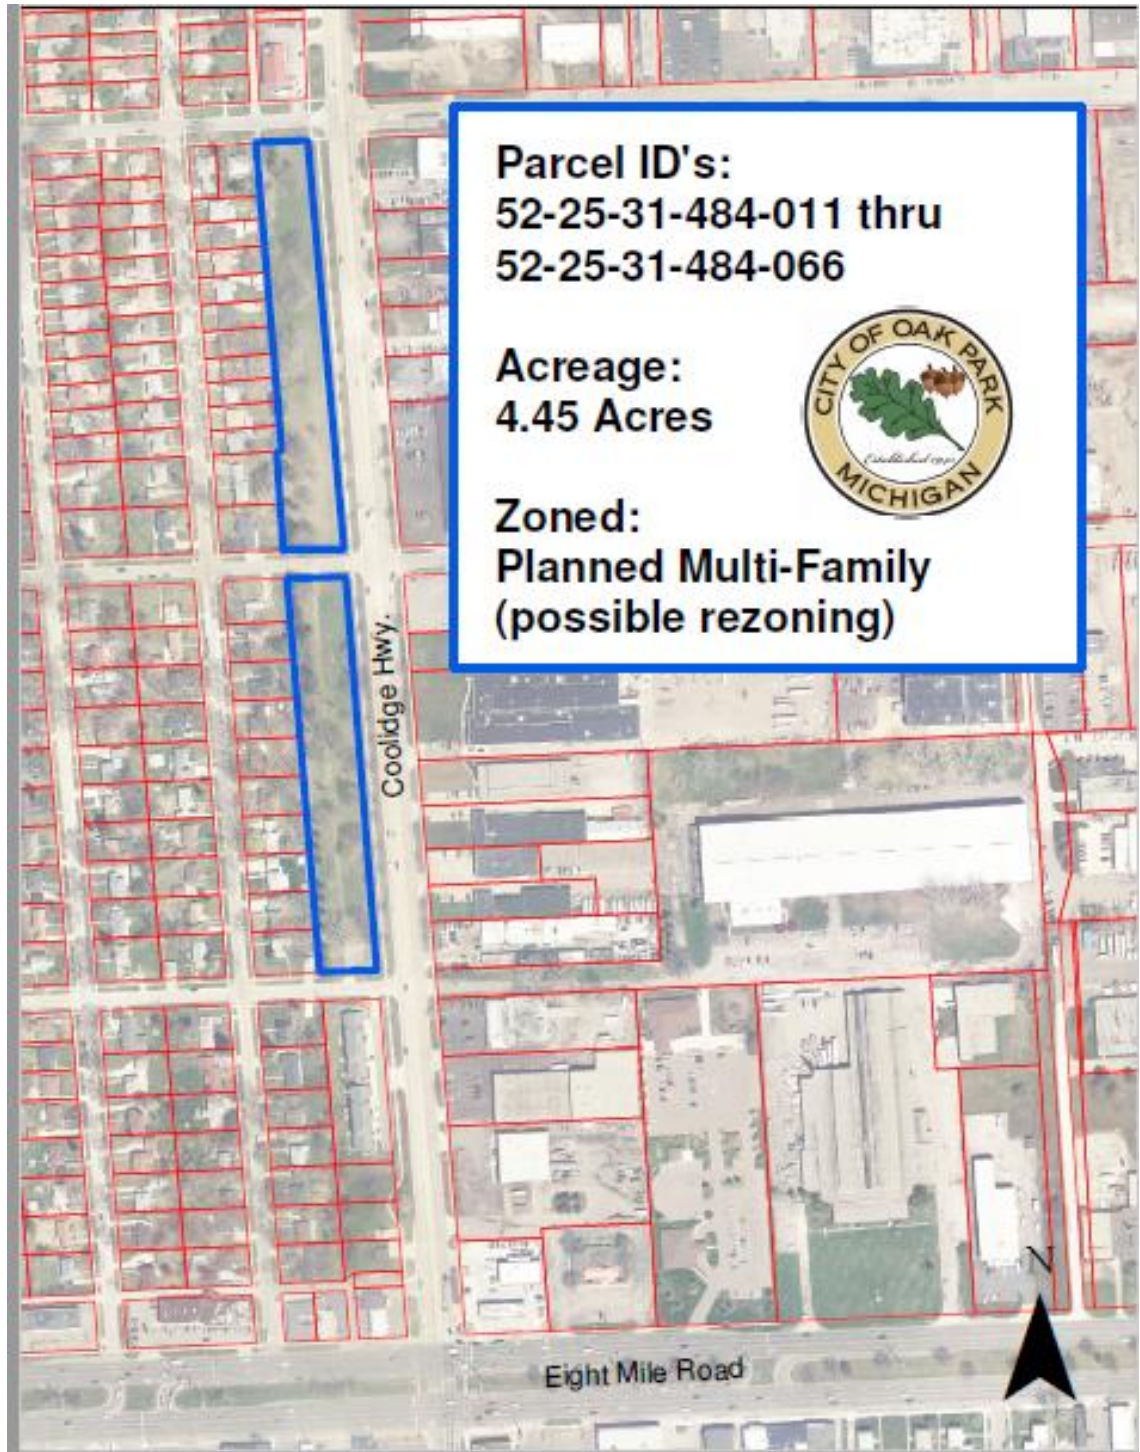 Parcel ID's:
52-25-31-484-011 thru
52-25-31-484-066
Acreage:
4.45 Acres
CITY OF OAK PARK
MICHIGAN
Zoned:
Planned Multi-Family
(possible rezoning)
Coolidge Hwy.
N
Eight Mile Road